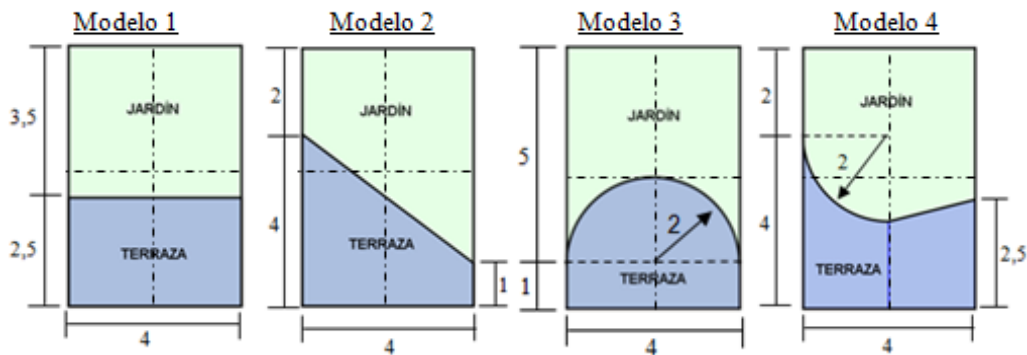 Modelo 1
3,5
2,5
JARDÍN
TERRAZA
4
Modelo 2
2
4
JARDÍN
TERRAZA
1
4
Modelo 3
5
1
JARDÍN
2
TERRAZA
4
Modelo 4
2
4
JARDÍN
2
TERRAZA
2,5
4